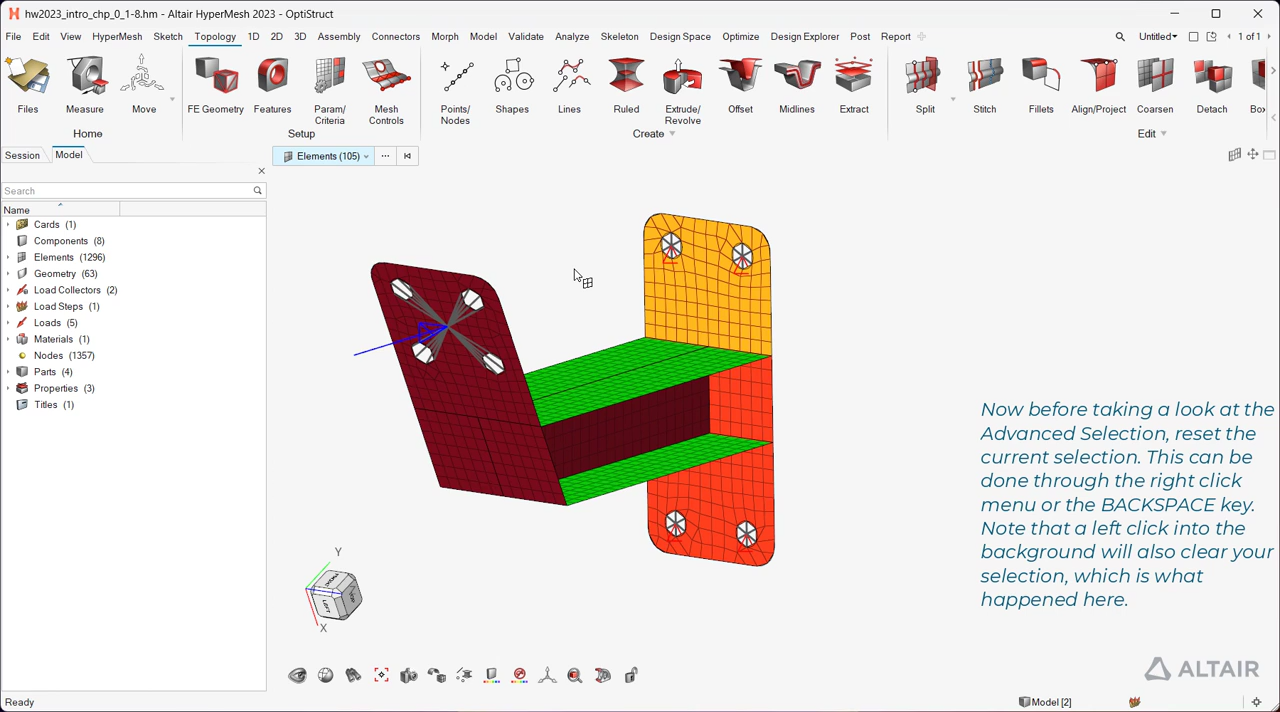 hw2023_intro_chp_0_1-8.hm - Altair HyperMesh 2023 - OptiStruct
File Edit View HyperMesh Sketch Topology 1D 2D 3D Assembly Connectors Morph Model Validate Analyze Skeleton Design Space Optimize Design Explorer Post Report Untitled 1 of 1
Files Measure Move FE Geometry Features Param/ Criteria Mesh Controls Points/ Nodes Shapes Lines Ruled Extrude/ Revolve Offset Midlines Extract Split Stitch Fillets Align/Project Coarsen Detach Box
Home Setup Create Edit
Session Model
Elements (105)
Search
Name
Cards (1)
Components (8)
Elements (1296)
Geometry (63)
Load Collectors (2)
Load Steps (1)
Loads (5)
Materials (1)
Nodes (1357)
Parts (4)
Properties (3)
Titles (1)
Now before taking a look at the
Advanced Selection, reset the
current selection. This can be
done through the right click
menu or the BACKSPACE key.
Note that a left click into the
background will also clear your
selection, which is what
happened here.
Y
LEFT
X
ALTAIR
Ready
Model [2]